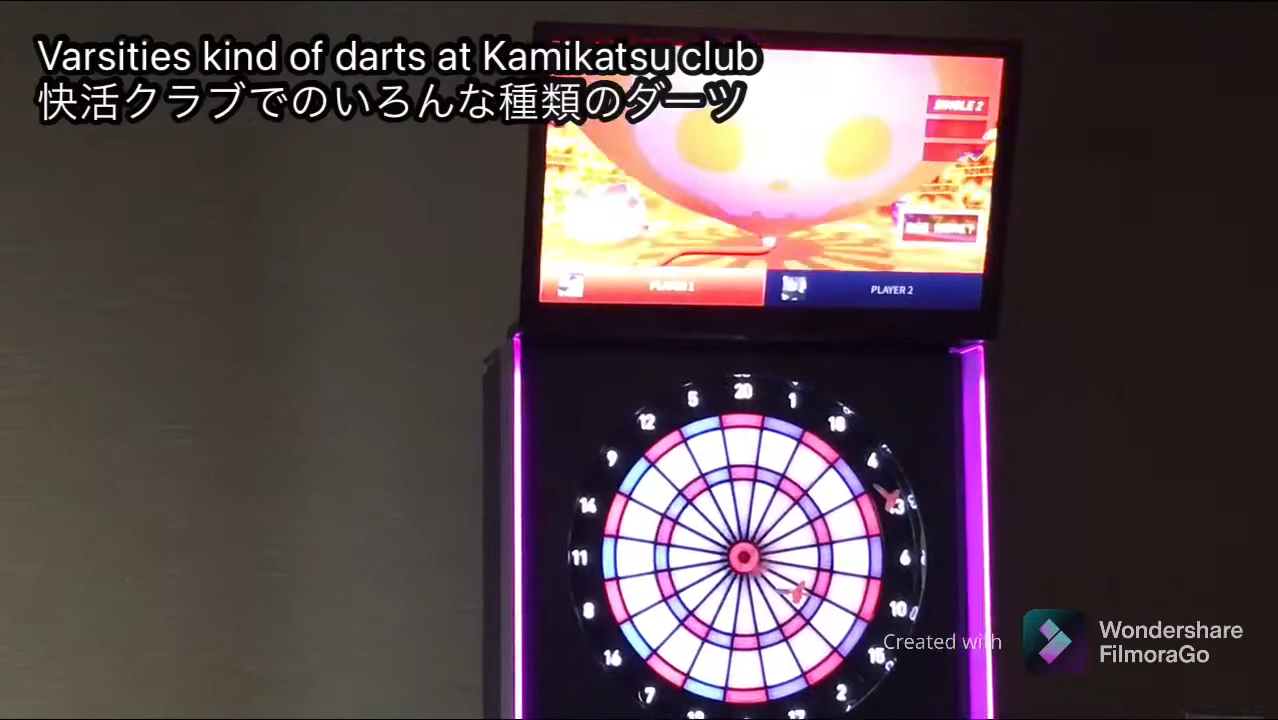 Varsities kind of darts at Kamikatsu club
快活クラブでのいろんな種類のダーツ
SINGLE 2
PLAYER 1
PLAYER 2
20
5
1
12
18
9
4
14
13
11
6
8
10
16
15
7
2
17
Created with
Wondershare
FilmoraGo